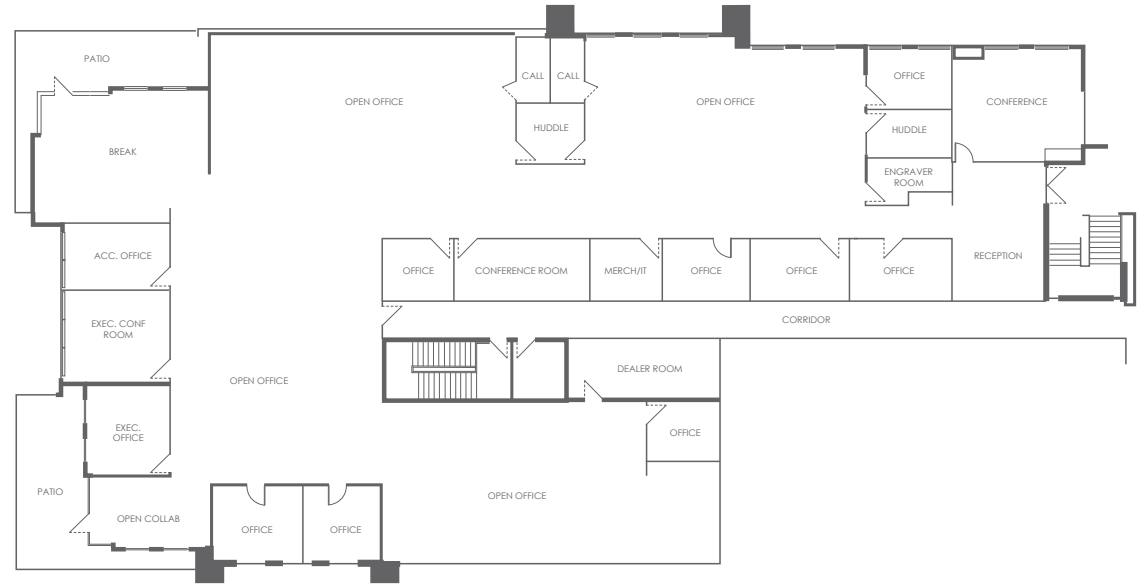 PATIO
CALL
CALL
OFFICE
OPEN OFFICE
OPEN OFFICE
CONFERENCE
HUDDLE
HUDDLE
BREAK
ENGRAVER
ROOM
ACC. OFFICE
RECEPTION
OFFICE
CONFERENCE ROOM
MERCH/IT
OFFICE
OFFICE
OFFICE
EXEC. CONF
ROOM
CORRIDOR
DEALER ROOM
OPEN OFFICE
EXEC.
OFFICE
OFFICE
PATIO
OPEN OFFICE
OPEN COLLAB
OFFICE
OFFICE